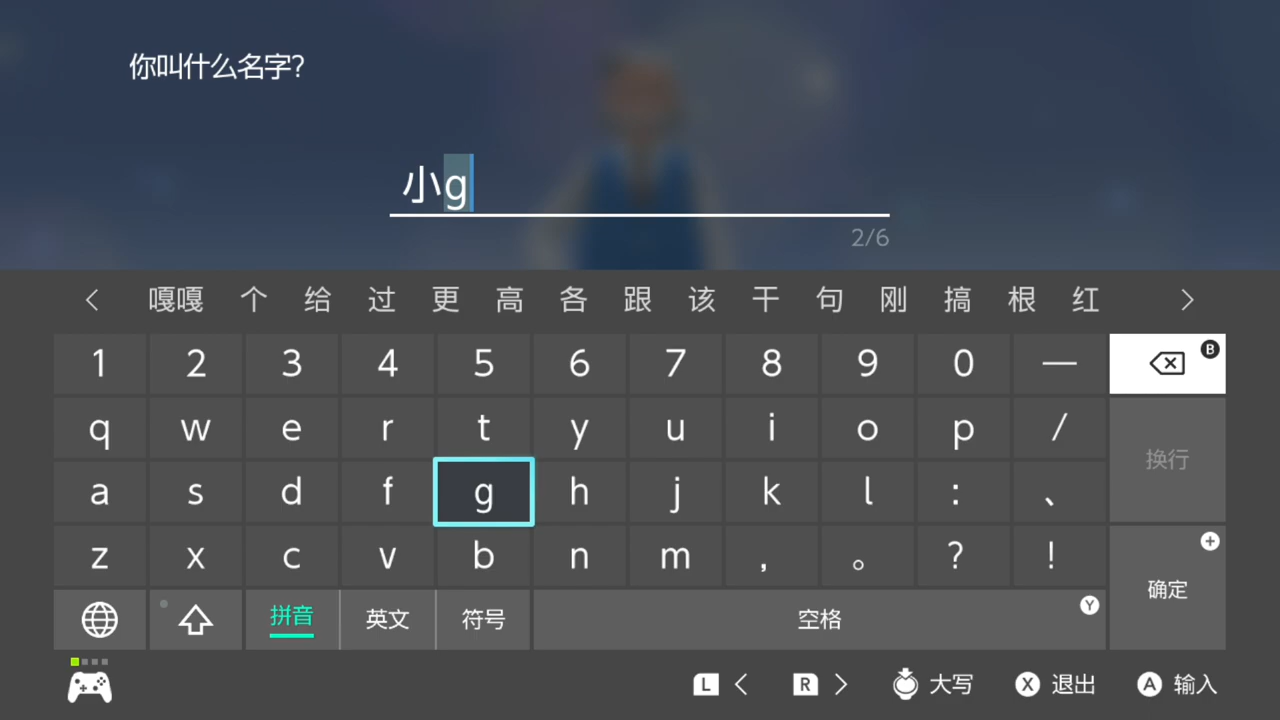 你叫什么名字?
小g
2/6
嘎嘎 个 给 过 更 高 各 跟 该 干 句 刚 搞 根 红
1 2 3 4 5 6 7 8 9 0 — B
q w e r t y u i o p /
换行
a s d f g h j k l : 、
z x c v b n m , 。 ? !
确定
拼音 英文 符号 空格 Y
L R 大写 X 退出 A 输入